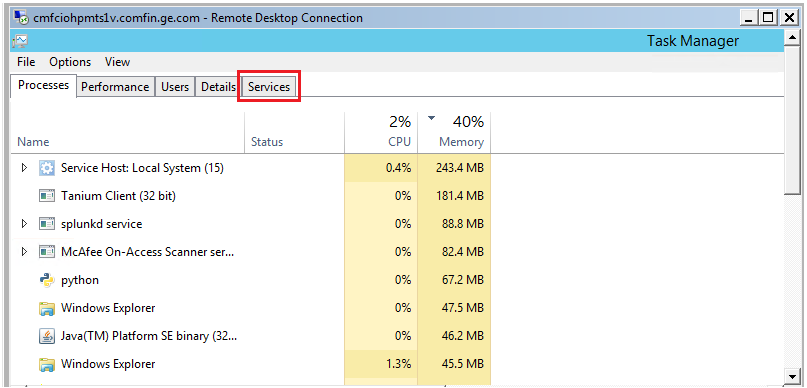 cmfciohpmts1v.comfin.ge.com - Remote Desktop Connection
Task Manager
File Options View
Processes Performance Users Details Services
2% 40%
Name Status CPU Memory
Service Host: Local System (15) 0.4% 243.4 MB
Tanium Client (32 bit) 0% 181.4 MB
splunkd service 0% 88.8 MB
McAfee On-Access Scanner ser... 0% 82.4 MB
python 0% 67.2 MB
Windows Explorer 0% 47.5 MB
Java(TM) Platform SE binary (32... 0% 46.2 MB
Windows Explorer 1.3% 45.5 MB